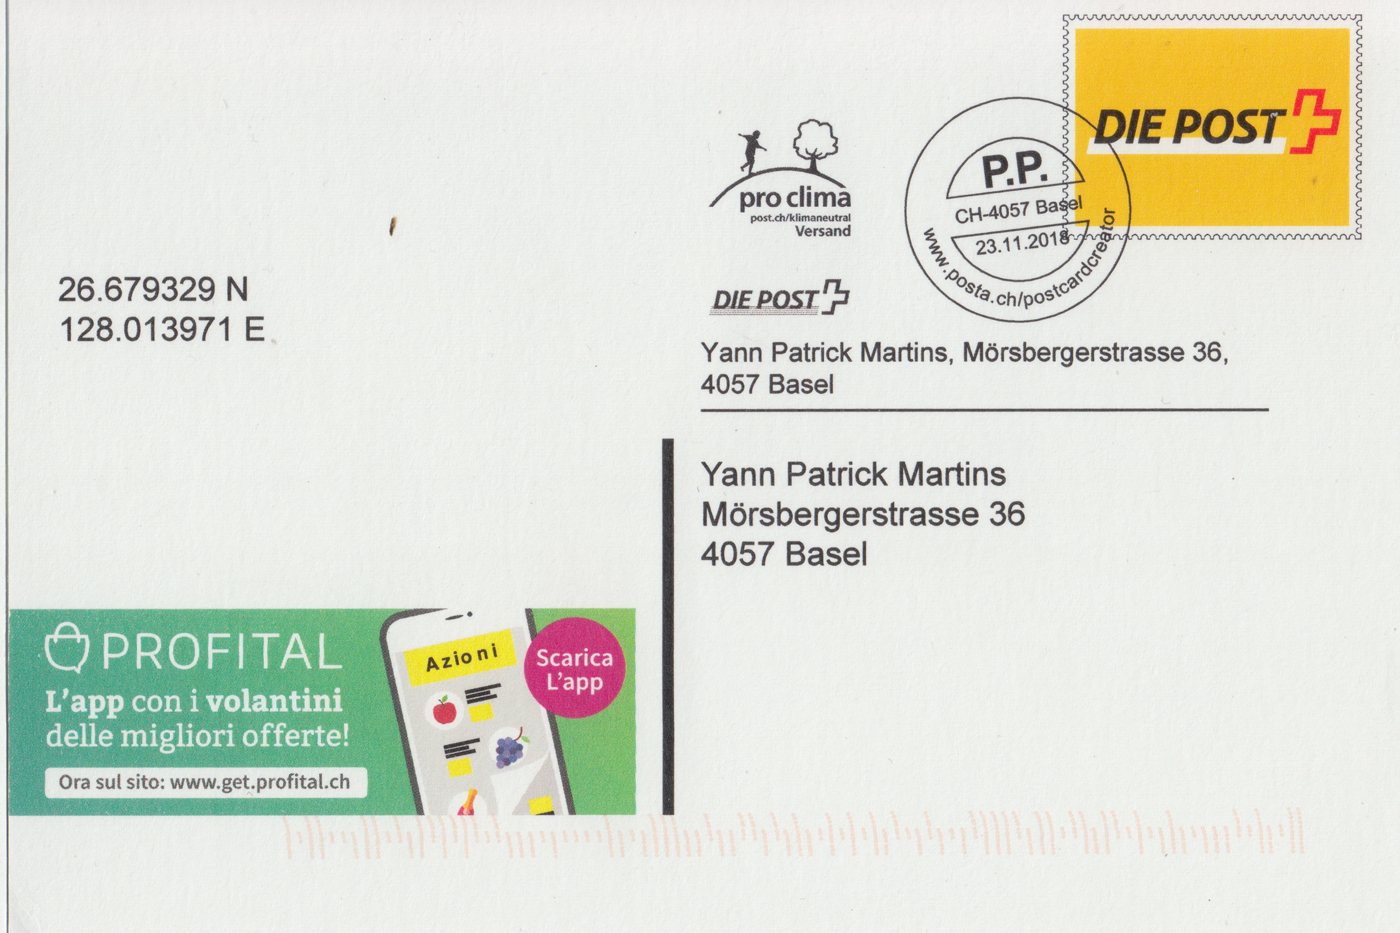 DIE POST
P.P.
CH-4057 Basel
23.11.2018
www.posta.ch/postcardcreator
pro clima
post.ch/klimaneutral
Versand
DIE POST
26.679329 N
128.013971 E
Yann Patrick Martins, Mörsbergerstrasse 36,
4057 Basel
Yann Patrick Martins
Mörsbergerstrasse 36
4057 Basel
PROFITAL
L'app con i volantini
delle migliori offerte!
Ora sul sito: www.get.profital.ch
Azioni
Scarica
L'app